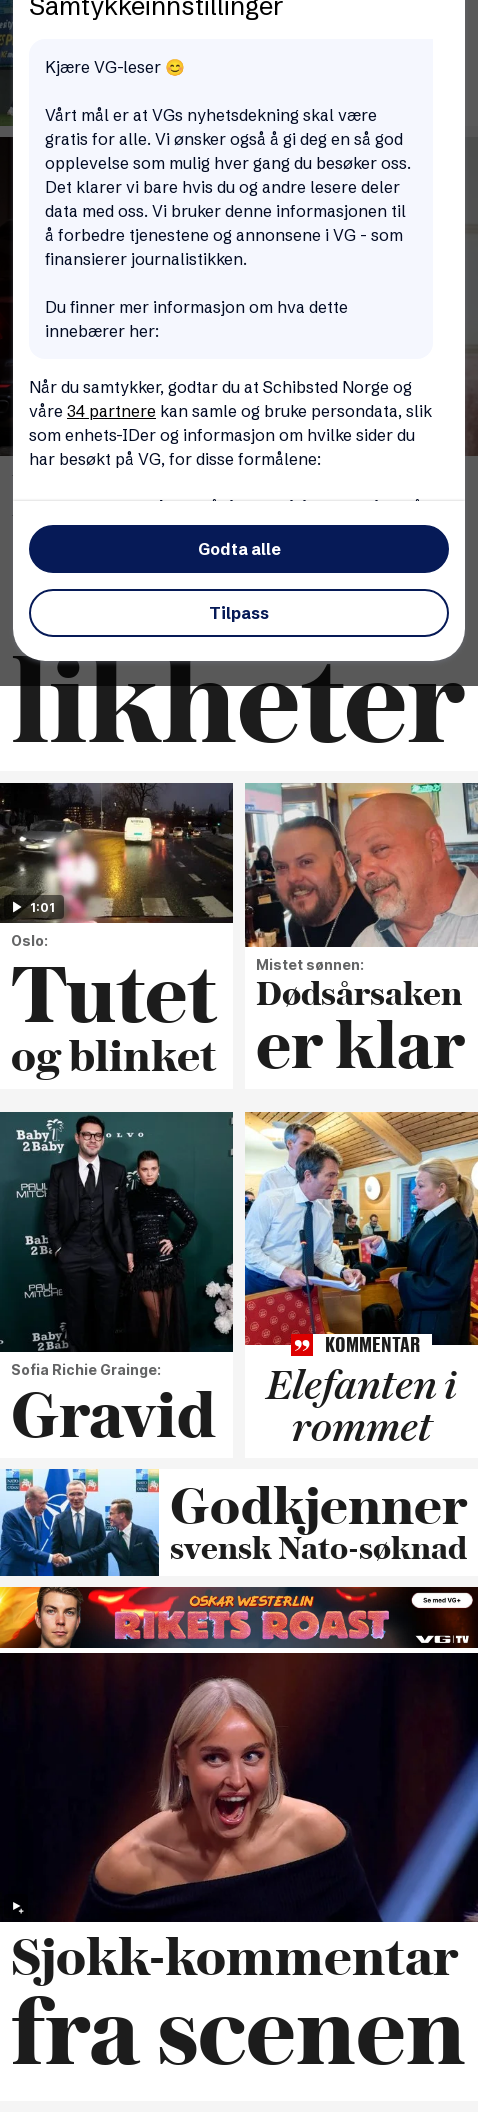 Samtykkeinnstillinger
Kjære VG-leser 😊
Vårt mål er at VGs nyhetsdekning skal være
gratis for alle. Vi ønsker også å gi deg en så god
opplevelse som mulig hver gang du besøker oss.
Det klarer vi bare hvis du og andre lesere deler
data med oss. Vi bruker denne informasjonen til
å forbedre tjenestene og annonsene i VG - som
finansierer journalistikken.
Du finner mer informasjon om hva dette
innebærer her:
Når du samtykker, godtar du at Schibsted Norge og
våre 34 partnere kan samle og bruke persondata, slik
som enhets-IDer og informasjon om hvilke sider du
har besøkt på VG, for disse formålene:
Godta alle
Tilpass
likheter
1:01
Oslo:
Tutet
og blinket
Mistet sønnen:
Dødsårsaken
er klar
Baby
2Baby
VOLVO
PAUL
MITCHE
Sofia Richie Grainge:
Gravid
KOMMENTAR
Elefanten i
rommet
Godkjenner
svensk Nato-søknad
OSKAR WESTERLIN
RIKETS ROAST
Se med VG+
VG TV
Sjokk-kommentar
fra scenen